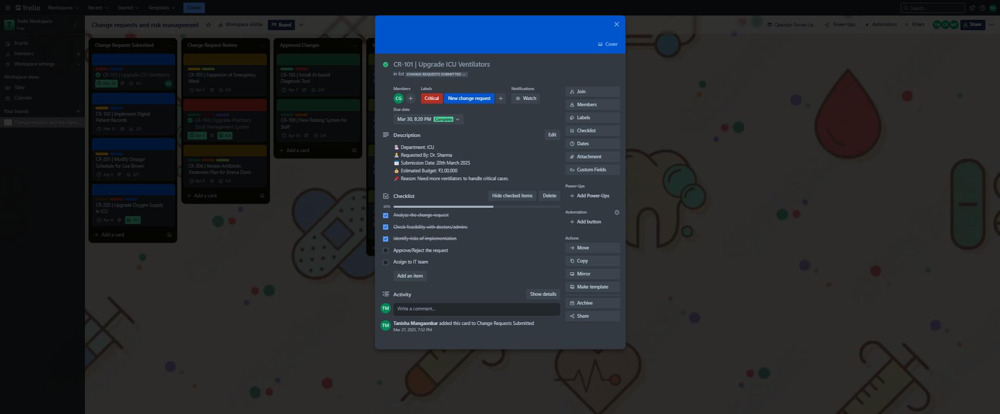 Trello
Workspaces
Recent
Starred
Templates
Create
Search
TM
T
Trello Workspace
Free
Boards
Members
Workspace settings
Workspace views
Table
Calendar
Your boards
Change requests and risk mana...
Change requests and risk management
Workspace visible
Board
Calendar Power-Up
Power-Ups
Automation
Filters
TM CG MT
Share
Change Requests Submitted
CR-101 | Upgrade ICU Ventilators
Mar 30
3/5
CG
CR-102 | Implement Digital
Patient Records
Mar 31
2/5
CR-201 | Modify Dosage
Schedule for Lisa Brown
Apr 4
4/5
CR-202 | Upgrade Oxygen Supply
in ICU
Apr 4
5/5
+ Add a card
Change Request Review
CR-103 | Expansion of Emergency
Ward
Apr 2
3/4
CR-104 | Upgrade Pharmacy
Stock Management System
Apr 3
4/4
CR-304 | Review Antibiotic
Treatment Plan for Emma Davis
Apr 9
1/4
+ Add a card
Approved Changes
CR-105 | Install AI-based
Diagnosis Tool
Apr 7
2/4
CR-106 | New Parking System for
Staff
Apr 10
3/4
+ Add a card
Cover
CR-101 | Upgrade ICU Ventilators
in list CHANGE REQUESTS SUBMITTED
Members
CG
Labels
Critical
New change request
Notifications
Watch
Due date
Mar 30, 8:20 PM Complete
Description
Edit
Department: ICU
Requested By: Dr. Sharma
Submission Date: 20th March 2025
Estimated Budget: ₹3,00,000
Reason: Need more ventilators to handle critical cases.
Checklist
Hide checked items
Delete
60%
Analyze the change request
Check feasibility with doctors/admins
Identify risks of implementation
Approve/Reject the request
Assign to IT team
Add an item
Activity
Show details
TM
Write a comment...
TM
Tanisha Mangaonkar added this card to Change Requests Submitted
Mar 27, 2025, 7:52 PM
Join
Members
Labels
Checklist
Dates
Attachment
Custom Fields
Power-Ups
+ Add Power-Ups
Automation
+ Add button
Actions
Move
Copy
Mirror
Make template
Archive
Share